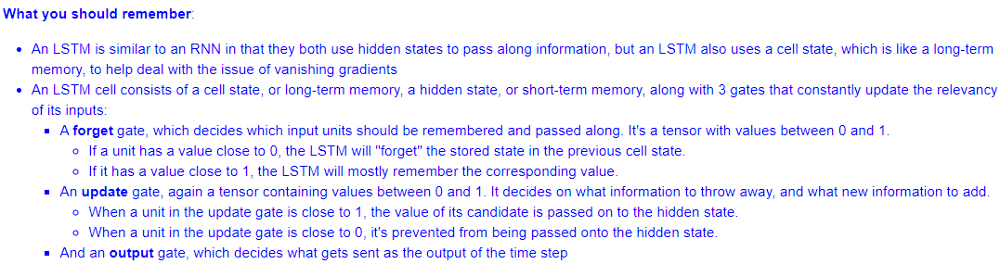 What you should remember:
• An LSTM is similar to an RNN in that they both use hidden states to pass along information, but an LSTM also uses a cell state, which is like a long-term
memory, to help deal with the issue of vanishing gradients
• An LSTM cell consists of a cell state, or long-term memory, a hidden state, or short-term memory, along with 3 gates that constantly update the relevancy
of its inputs:
▪ A forget gate, which decides which input units should be remembered and passed along. It's a tensor with values between 0 and 1.
◦ If a unit has a value close to 0, the LSTM will "forget" the stored state in the previous cell state.
◦ If it has a value close to 1, the LSTM will mostly remember the corresponding value.
▪ An update gate, again a tensor containing values between 0 and 1. It decides on what information to throw away, and what new information to add.
◦ When a unit in the update gate is close to 1, the value of its candidate is passed on to the hidden state.
◦ When a unit in the update gate is close to 0, it's prevented from being passed onto the hidden state.
▪ And an output gate, which decides what gets sent as the output of the time step